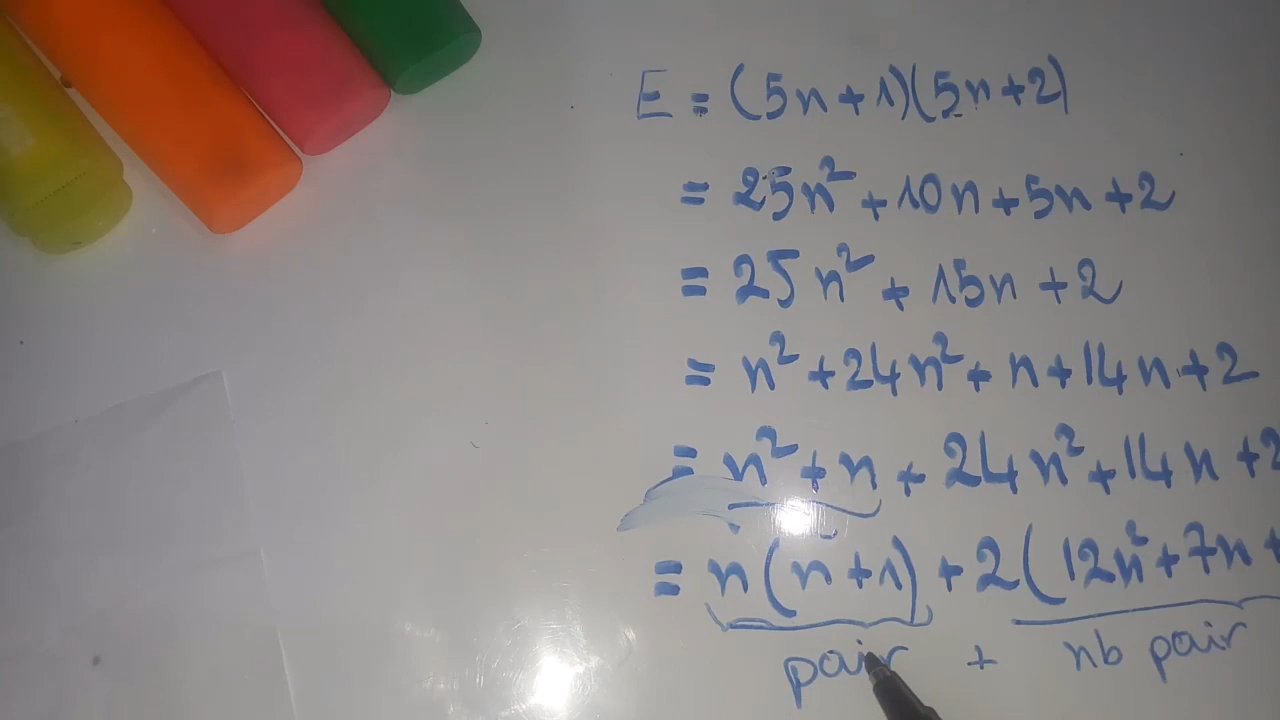 E = (5n+1)(5n+2)
= 25n²+10n+5n+2
= 25n²+15n+2
= n²+24n²+n+14n+2
= n²+n+24n²+14n+2
= n(n+1)+2(12n²+7n+
pair + nb pair